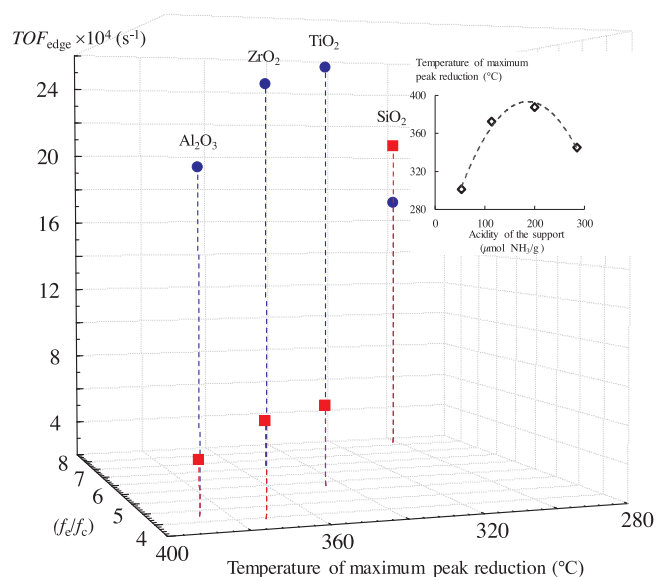 TOFedge ×10⁴ (s⁻¹)
24
20
16
12
8
4
8
7
6
5
4
(fe/fc)
400
360
320
280
Temperature of maximum peak reduction (°C)
Al₂O₃
ZrO₂
TiO₂
SiO₂
Temperature of maximum
peak reduction (°C)
400
360
320
280
0
100
200
300
Acidity of the support
(μmol NH₃/g)